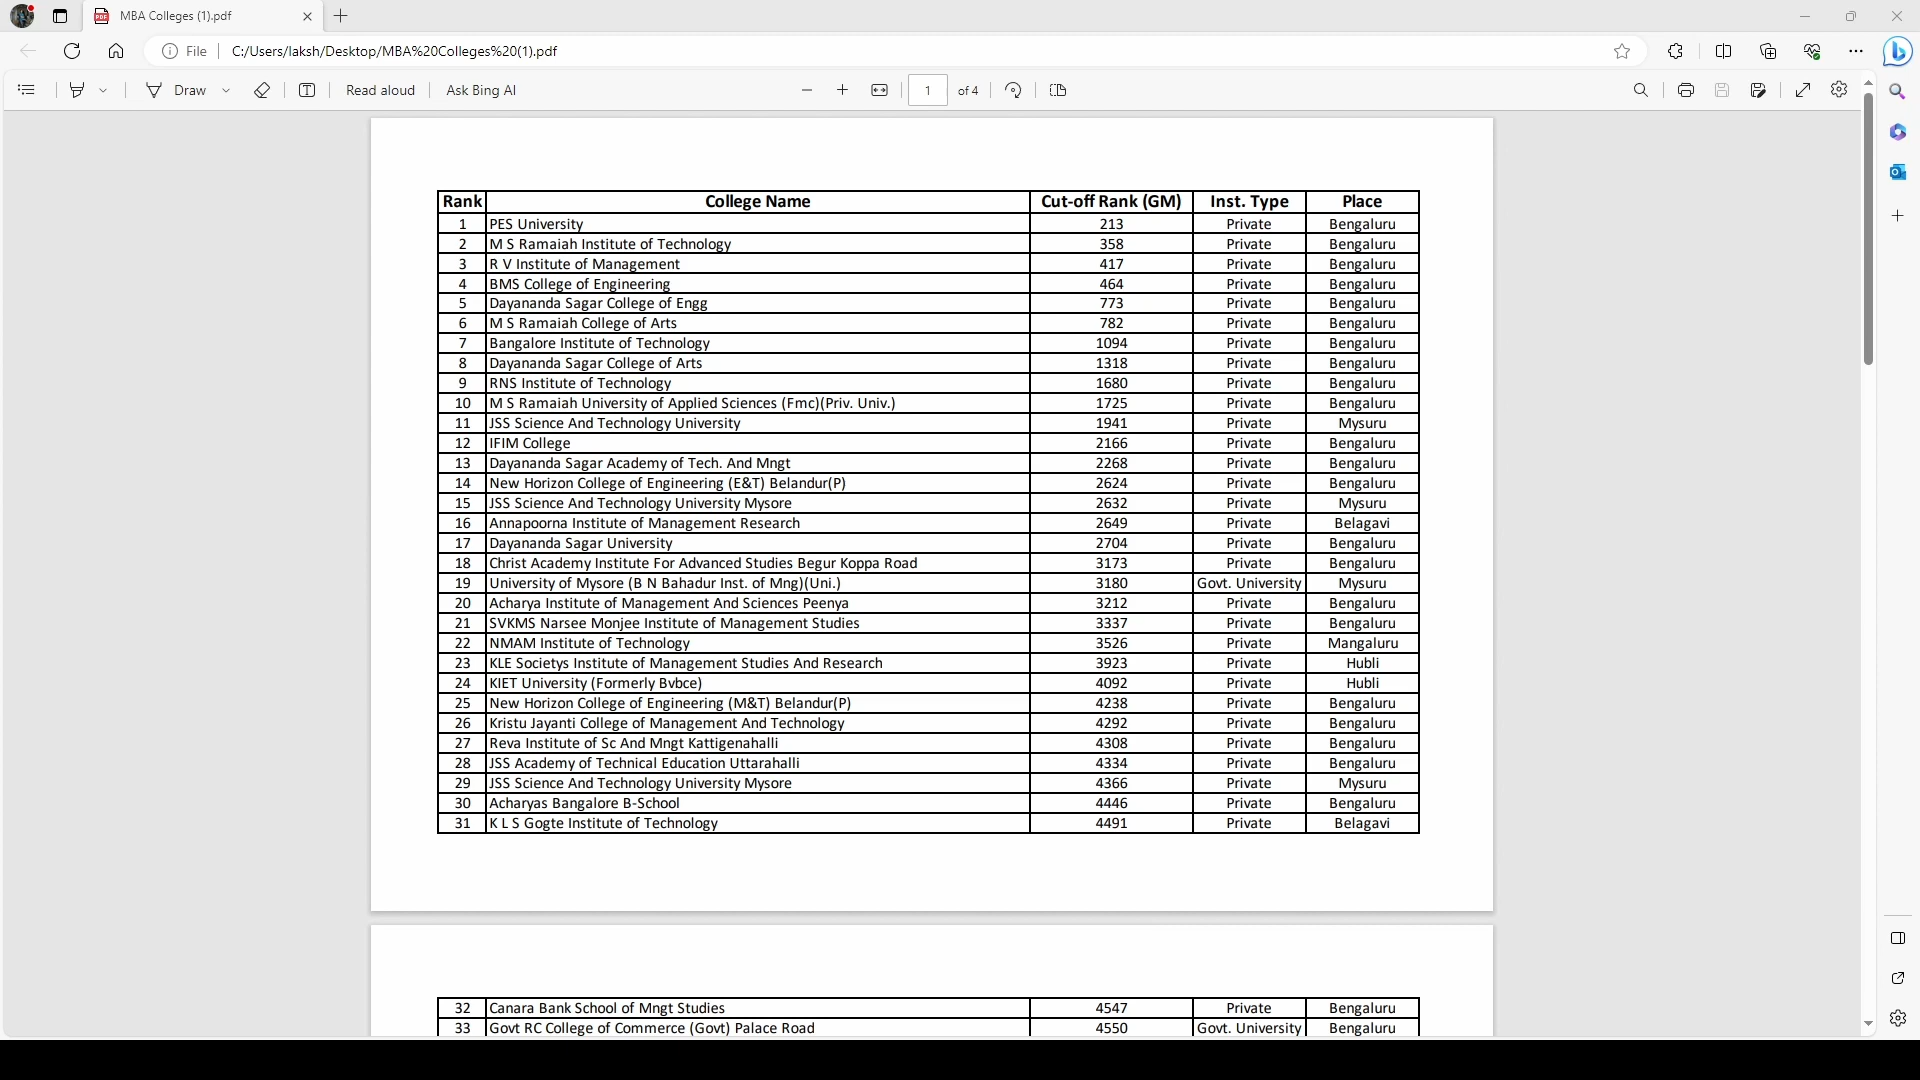 MBA Colleges (1).pdf
File C:/Users/laksh/Desktop/MBA%20Colleges%20(1).pdf
Draw Read aloud Ask Bing AI 1 of 4
Rank College Name Cut-off Rank (GM) Inst. Type Place
1 PES University 213 Private Bengaluru
2 M S Ramaiah Institute of Technology 358 Private Bengaluru
3 R V Institute of Management 417 Private Bengaluru
4 BMS College of Engineering 464 Private Bengaluru
5 Dayananda Sagar College of Engg 773 Private Bengaluru
6 M S Ramaiah College of Arts 782 Private Bengaluru
7 Bangalore Institute of Technology 1094 Private Bengaluru
8 Dayananda Sagar College of Arts 1318 Private Bengaluru
9 RNS Institute of Technology 1680 Private Bengaluru
10 M S Ramaiah University of Applied Sciences (Fmc)(Priv. Univ.) 1725 Private Bengaluru
11 JSS Science And Technology University 1941 Private Mysuru
12 IFIM College 2166 Private Bengaluru
13 Dayananda Sagar Academy of Tech. And Mngt 2268 Private Bengaluru
14 New Horizon College of Engineering (E&T) Belandur(P) 2624 Private Bengaluru
15 JSS Science And Technology University Mysore 2632 Private Mysuru
16 Annapoorna Institute of Management Research 2649 Private Belagavi
17 Dayananda Sagar University 2704 Private Bengaluru
18 Christ Academy Institute For Advanced Studies Begur Koppa Road 3173 Private Bengaluru
19 University of Mysore (B N Bahadur Inst. of Mng)(Uni.) 3180 Govt. University Mysuru
20 Acharya Institute of Management And Sciences Peenya 3212 Private Bengaluru
21 SVKMS Narsee Monjee Institute of Management Studies 3337 Private Bengaluru
22 NMAM Institute of Technology 3526 Private Mangaluru
23 KLE Societys Institute of Management Studies And Research 3923 Private Hubli
24 KIET University (Formerly Bvbce) 4092 Private Hubli
25 New Horizon College of Engineering (M&T) Belandur(P) 4238 Private Bengaluru
26 Kristu Jayanti College of Management And Technology 4292 Private Bengaluru
27 Reva Institute of Sc And Mngt Kattigenahalli 4308 Private Bengaluru
28 JSS Academy of Technical Education Uttarahalli 4334 Private Bengaluru
29 JSS Science And Technology University Mysore 4366 Private Mysuru
30 Acharyas Bangalore B-School 4446 Private Bengaluru
31 K L S Gogte Institute of Technology 4491 Private Belagavi
32 Canara Bank School of Mngt Studies 4547 Private Bengaluru
33 Govt RC College of Commerce (Govt) Palace Road 4550 Govt. University Bengaluru